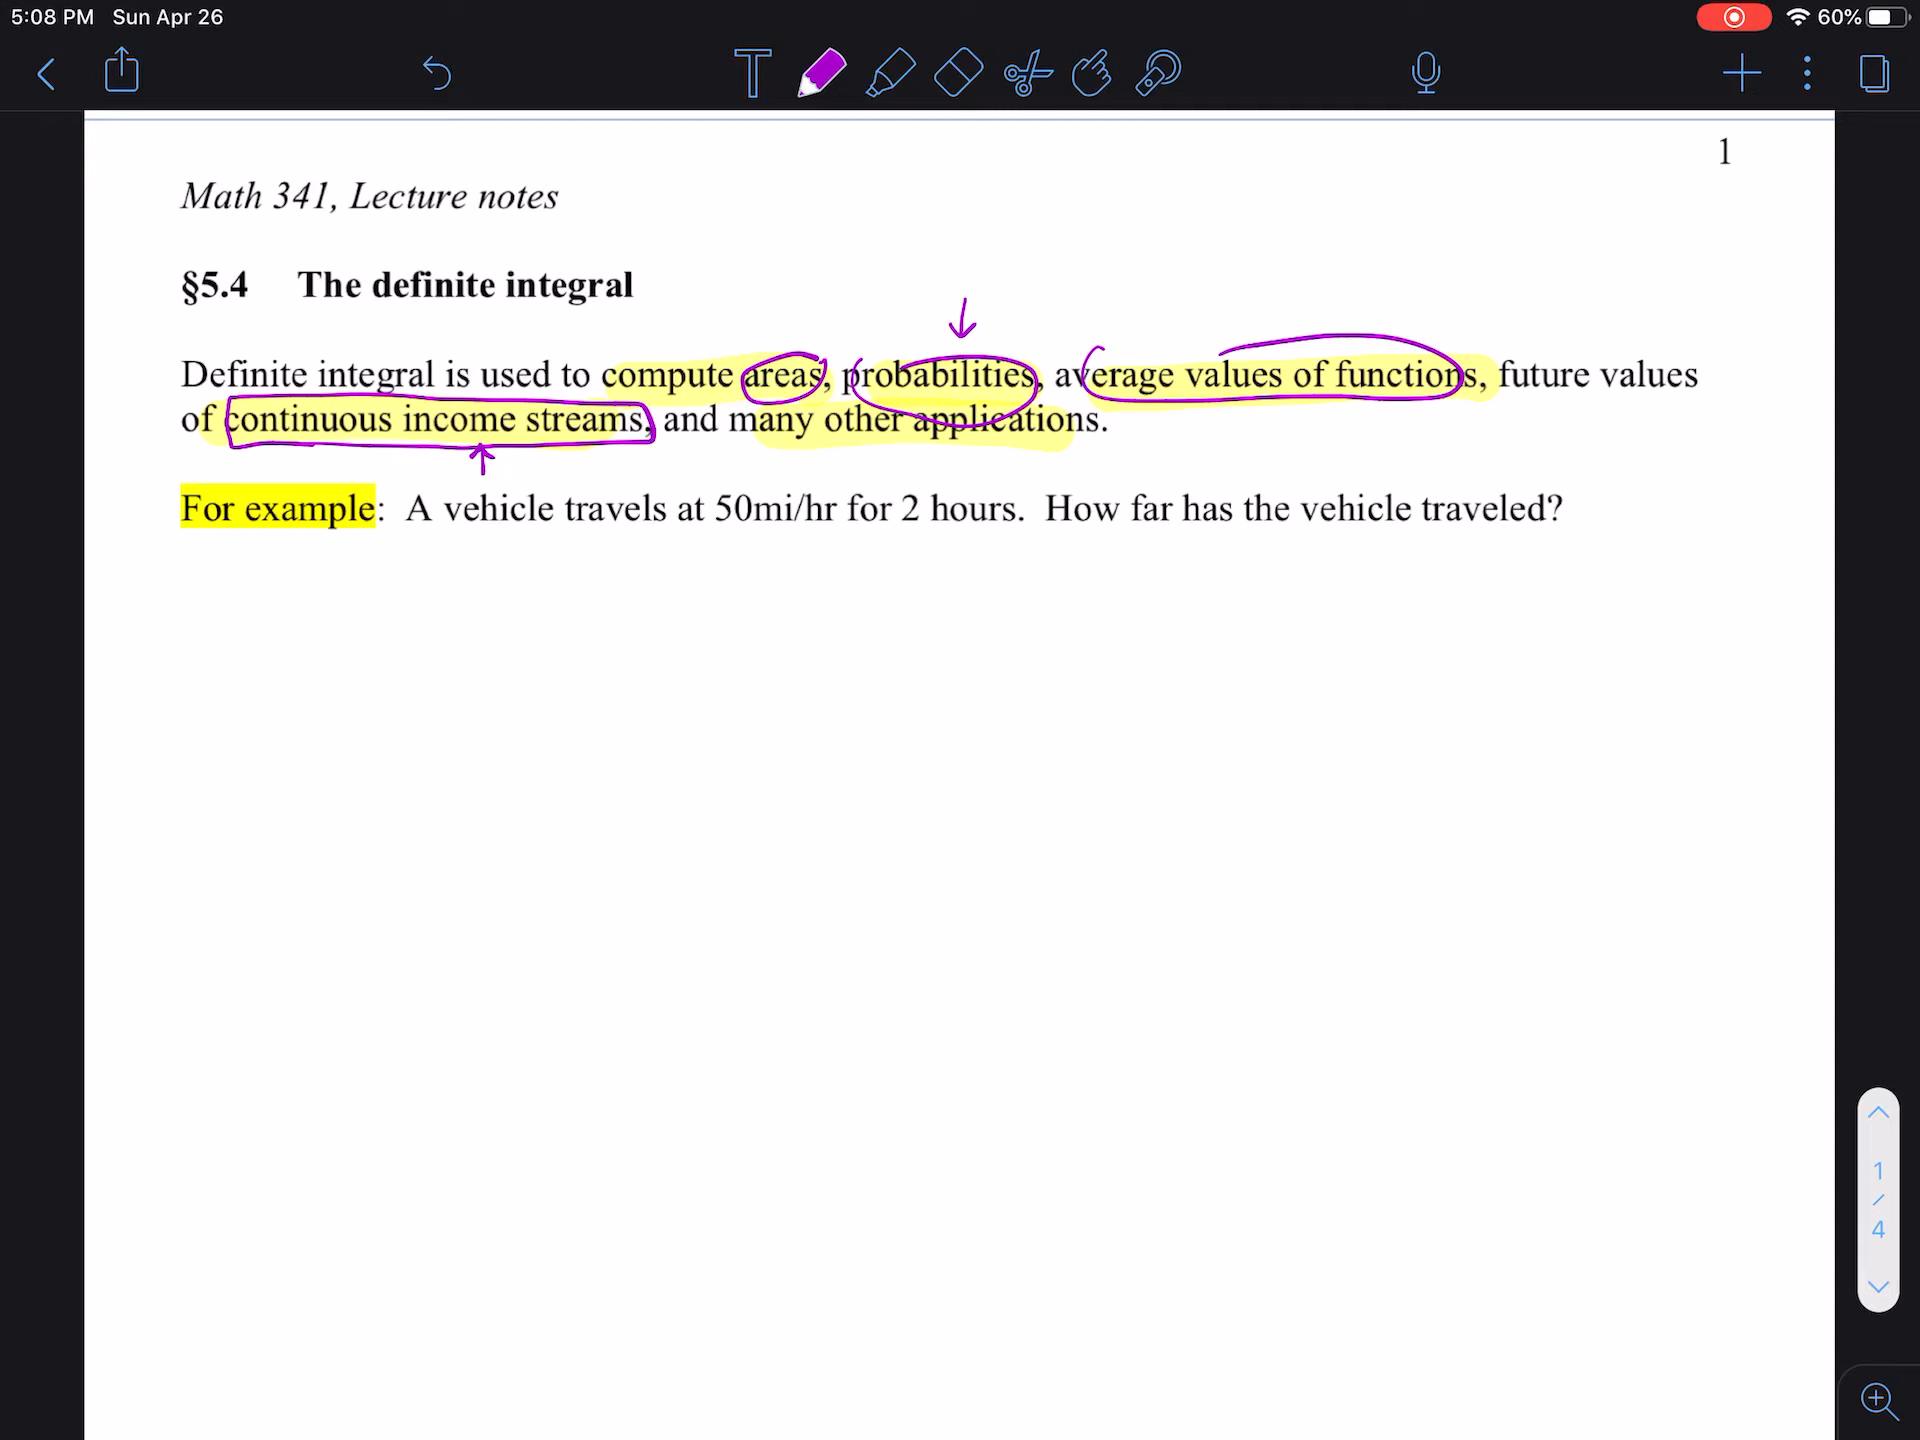 5:08 PM Sun Apr 26
60%
T
1
Math 341, Lecture notes
§5.4 The definite integral
Definite integral is used to compute areas, probabilities, average values of functions, future values
of continuous income streams, and many other applications.
For example: A vehicle travels at 50mi/hr for 2 hours. How far has the vehicle traveled?
1
/
4